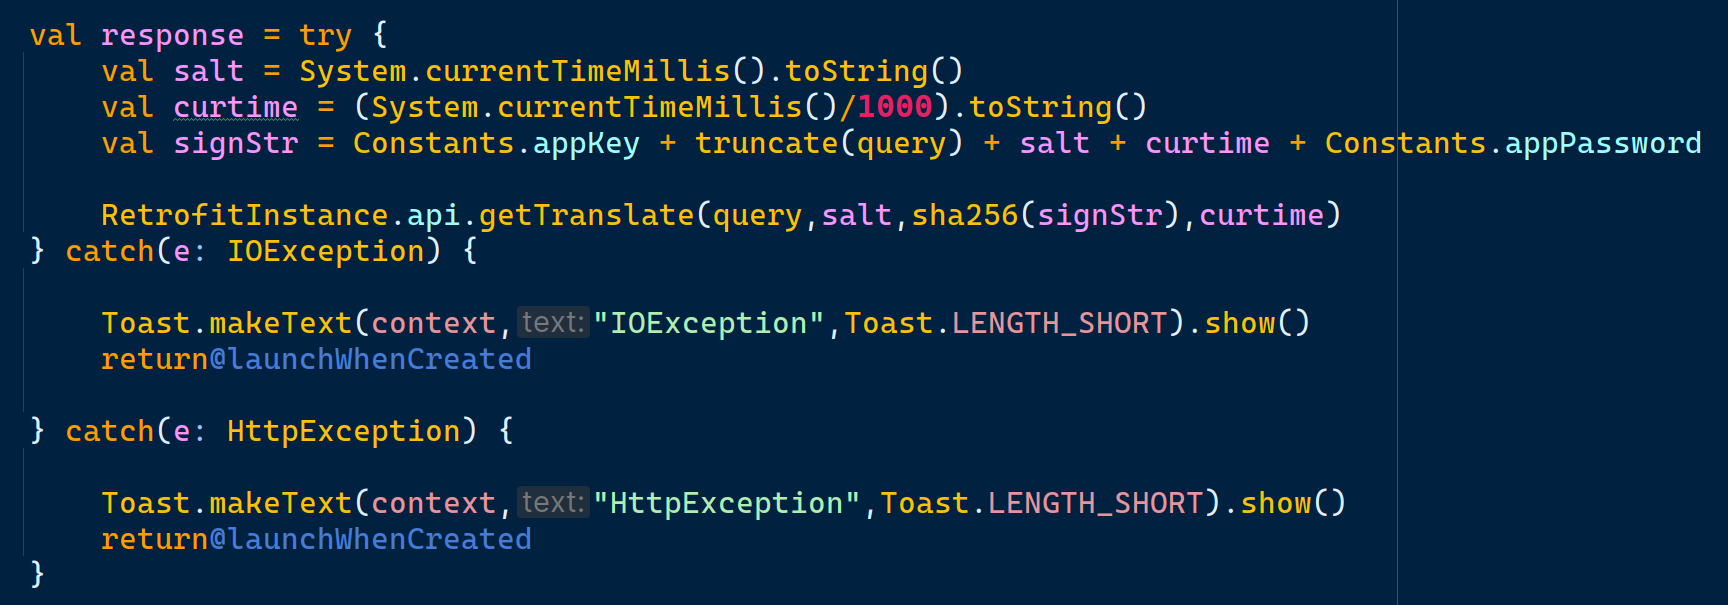 val response = try {
val salt = System.currentTimeMillis().toString()
val curtime = (System.currentTimeMillis()/1000).toString()
val signStr = Constants.appKey + truncate(query) + salt + curtime + Constants.appPassword
RetrofitInstance.api.getTranslate(query,salt,sha256(signStr),curtime)
} catch(e: IOException) {
Toast.makeText(context, text: "IOException",Toast.LENGTH_SHORT).show()
return@launchWhenCreated
} catch(e: HttpException) {
Toast.makeText(context, text: "HttpException",Toast.LENGTH_SHORT).show()
return@launchWhenCreated
}